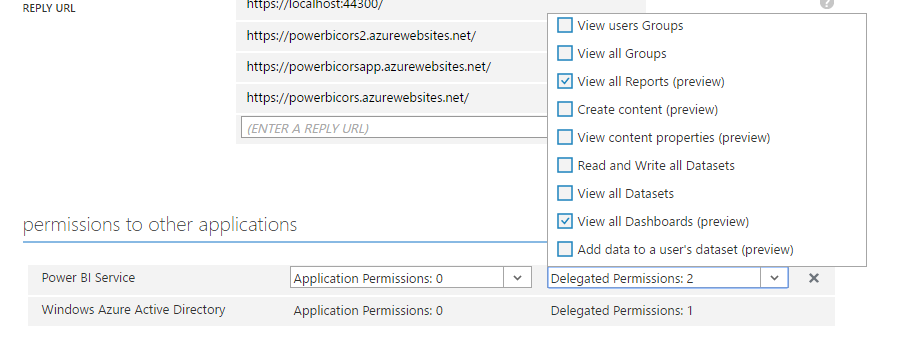 REPLY URL
https://localhost:44300/
https://powerbicors2.azurewebsites.net/
https://powerbicorsapp.azurewebsites.net/
https://powerbicors.azurewebsites.net/
(ENTER A REPLY URL)
?
View users Groups
View all Groups
View all Reports (preview)
Create content (preview)
View content properties (preview)
Read and Write all Datasets
View all Datasets
View all Dashboards (preview)
Add data to a user's dataset (preview)
permissions to other applications
Power BI Service Application Permissions: 0 Delegated Permissions: 2
Windows Azure Active Directory Application Permissions: 0 Delegated Permissions: 1